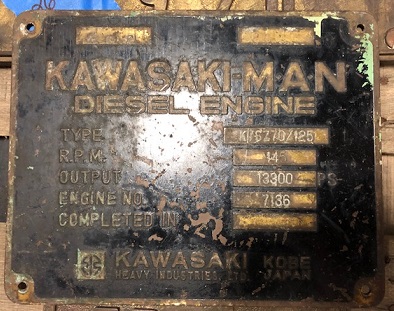 KAWASAKI-MAN
DIESEL ENGINE
TYPE
R.P.M. 14
OUTPUT 13300 PS
ENGINE NO. 7136
COMPLETED IN
KAWASAKI KOBE
HEAVY INDUSTRIES, LTD. JAPAN